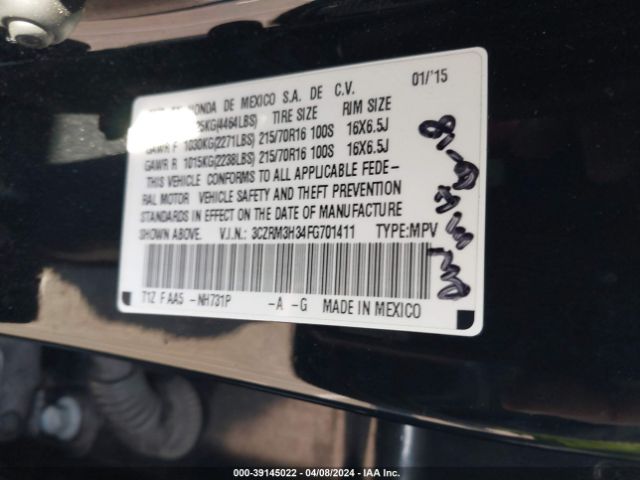 HONDA DE MEXICO S.A. DE C.V. 01/'15
25KG(4464LBS) TIRE SIZE RIM SIZE
GAWR F 1030KG(2271LBS) 215/70R16 100S 16X6.5J
GAWR R 1015KG(2238LBS) 215/70R16 100S 16X6.5J
THIS VEHICLE CONFORMS TO ALL APPLICABLE FEDE-
RAL MOTOR VEHICLE SAFETY AND THEFT PREVENTION
STANDARDS IN EFFECT ON THE DATE OF MANUFACTURE
SHOWN ABOVE. V.I.N.: 3CZRM3H34FG701411 TYPE:MPV
T1Z F AA5 -NH731P -A -G MADE IN MEXICO
000-39145022 - 04/08/2024 - IAA Inc.